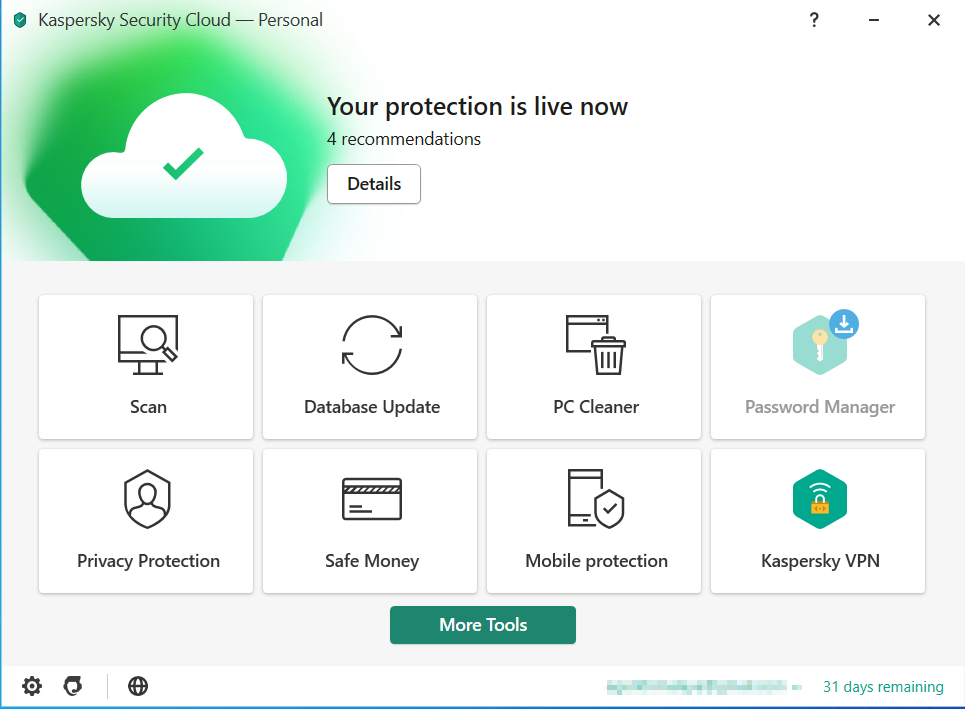 Kaspersky Security Cloud — Personal
?
Your protection is live now
4 recommendations
Details
Scan
Database Update
PC Cleaner
Password Manager
Privacy Protection
Safe Money
Mobile protection
Kaspersky VPN
More Tools
31 days remaining